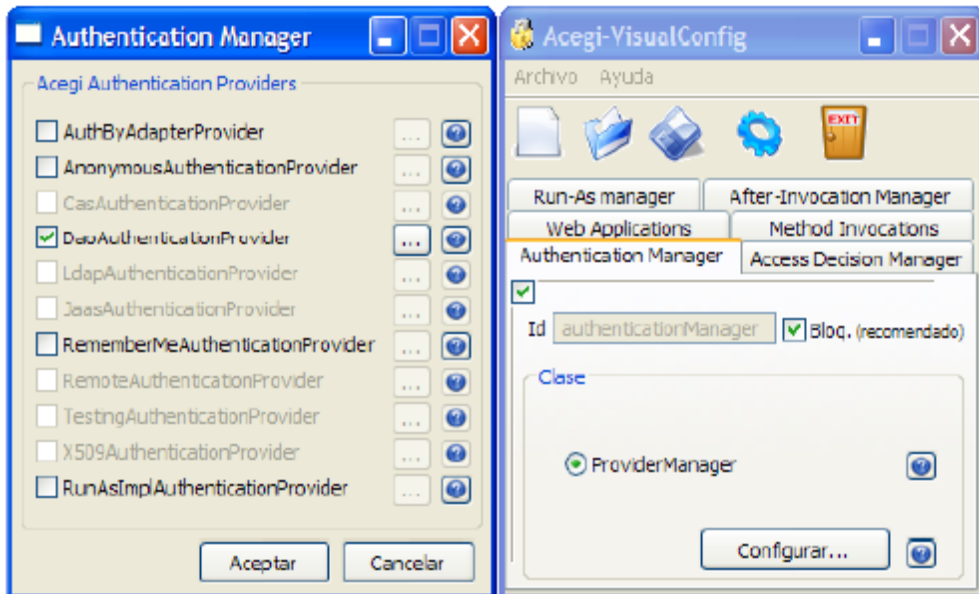 Authentication Manager
Acegi Authentication Providers
AuthByAdapterProvider
...
AnonymousAuthenticationProvider
...
CasAuthenticationProvider
...
DaoAuthenticationProvider
...
LdapAuthenticationProvider
...
JaasAuthenticationProvider
...
RememberMeAuthenticationProvider
...
RemoteAuthenticationProvider
...
TestingAuthenticationProvider
...
X509AuthenticationProvider
...
RunAsImplAuthenticationProvider
...
Aceptar Cancelar
Acegi-VisualConfig
Archivo Ayuda
EXIT
Run-As manager After-Invocation Manager
Web Applications Method Invocations
Authentication Manager Access Decision Manager
Id authenticationManager Bloq. (recomendado)
Clase
ProviderManager
Configurar...